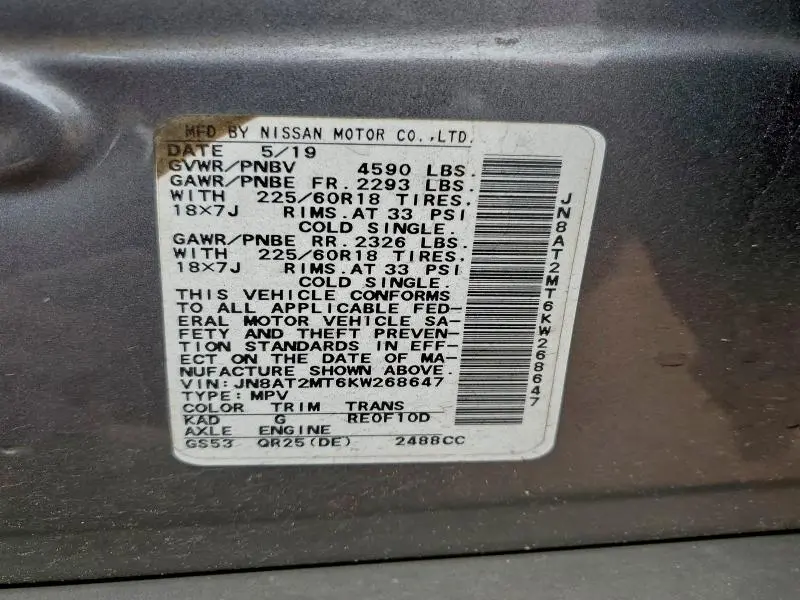 MFD BY NISSAN MOTOR CO.,LTD.
DATE 5/19
GVWR/PNBV 4590 LBS.
GAWR/PNBE FR. 2293 LBS.
WITH 225/60R18 TIRES.
18×7J RIMS.AT 33 PSI
COLD SINGLE.
GAWR/PNBE RR. 2326 LBS.
WITH 225/60R18 TIRES.
18×7J RIMS.AT 33 PSI
COLD SINGLE.
THIS VEHICLE CONFORMS
TO ALL APPLICABLE FED-
ERAL MOTOR VEHICLE SA-
FETY AND THEFT PREVEN-
TION STANDARDS IN EFF-
ECT ON THE DATE OF MA-
NUFACTURE SHOWN ABOVE.
VIN:JN8AT2MT6KW268647
TYPE: MPV
COLOR TRIM TRANS
KAD G RE0F10D
AXLE ENGINE
GS53 QR25(DE) 2488CC
JN8AT2MT6KW268647